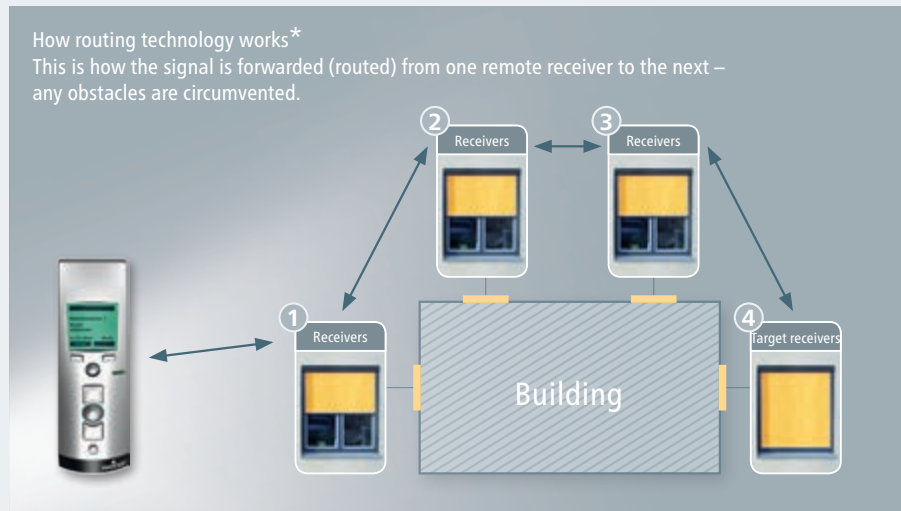 How routing technology works*
This is how the signal is forwarded (routed) from one remote receiver to the next –
any obstacles are circumvented.
2
Receivers
3
Receivers
1
Receivers
4
Target receivers
Building